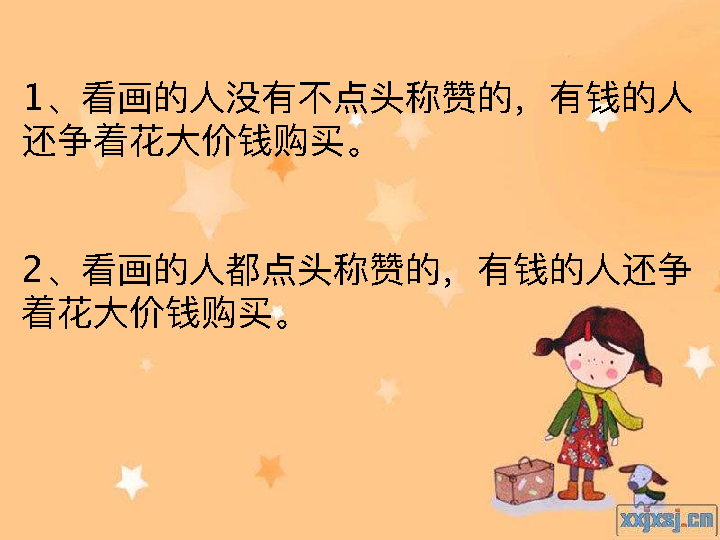 1、看画的人没有不点头称赞的，有钱的人
还争着花大价钱购买。
2、看画的人都点头称赞的，有钱的人还争
着花大价钱购买。
xxjxsj.cn